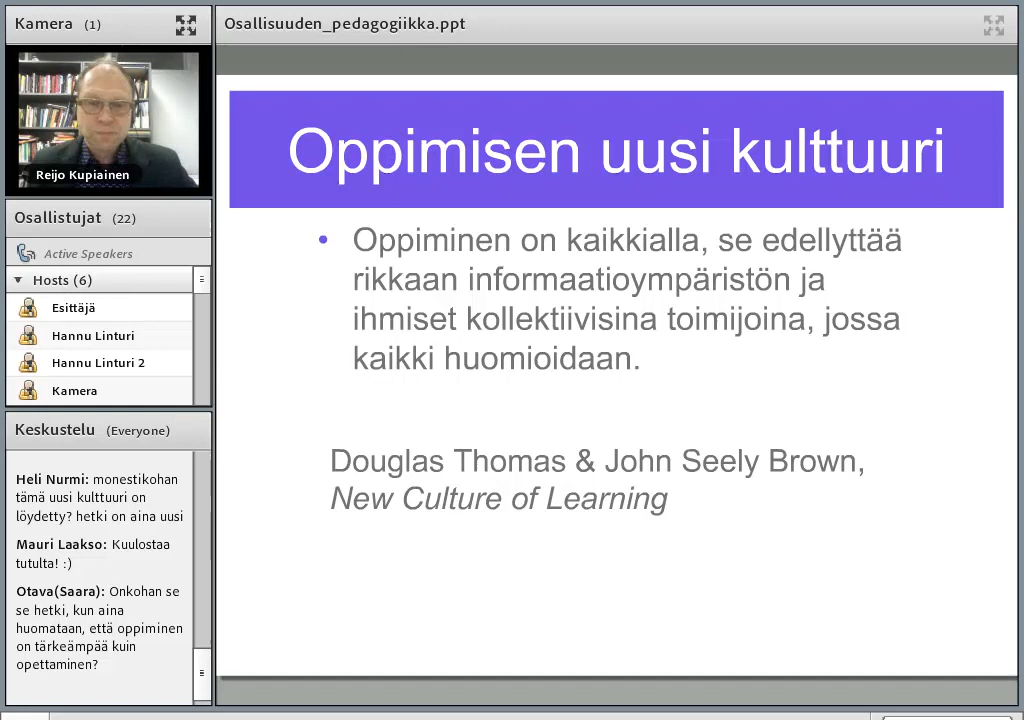 Kamera (1)
Reijo Kupiainen
Osallistujat (22)
Active Speakers
Hosts (6)
Esittäjä
Hannu Linturi
Hannu Linturi 2
Kamera
Keskustelu (Everyone)
Heli Nurmi: monestikohan
tämä uusi kulttuuri on
löydetty? hetki on aina uusi
Mauri Laakso: Kuulostaa
tutulta! :)
Otava(Saara): Onkohan se
se hetki, kun aina
huomataan, että oppiminen
on tärkeämpää kuin
opettaminen?
Osallisuuden_pedagogiikka.ppt
Oppimisen uusi kulttuuri
• Oppiminen on kaikkialla, se edellyttää
rikkaan informaatioympäristön ja
ihmiset kollektiivisina toimijoina, jossa
kaikki huomioidaan.
Douglas Thomas & John Seely Brown,
New Culture of Learning